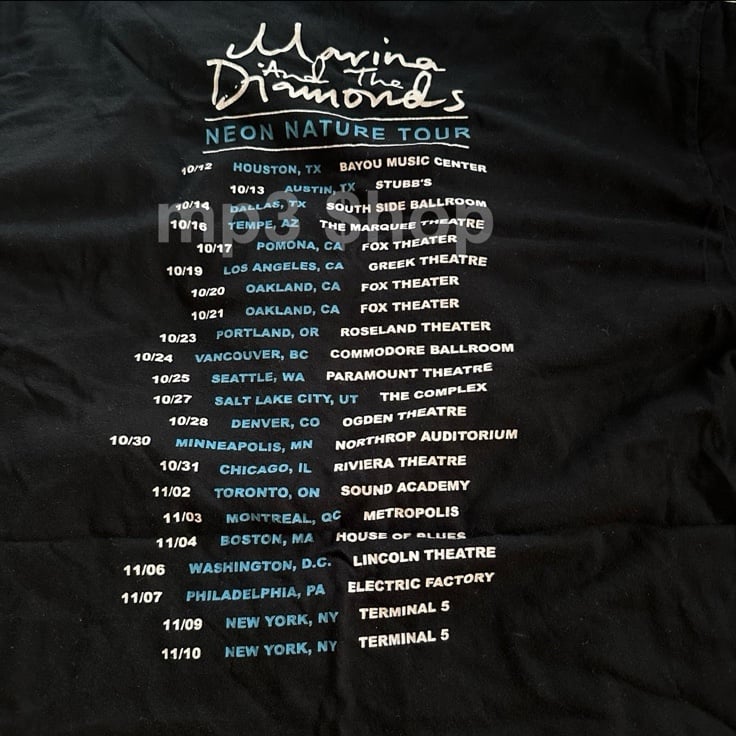 Marina
And The
Diamonds
NEON NATURE TOUR
10/12 HOUSTON, TX BAYOU MUSIC CENTER
10/13 AUSTIN, TX STUBB'S
10/14 DALLAS, TX SOUTH SIDE BALLROOM
mp3 Shop
10/16 TEMPE, AZ THE MARQUEE THEATRE
10/17 POMONA, CA FOX THEATER
10/19 LOS ANGELES, CA GREEK THEATRE
10/20 OAKLAND, CA FOX THEATER
10/21 OAKLAND, CA FOX THEATER
10/23 PORTLAND, OR ROSELAND THEATER
10/24 VANCOUVER, BC COMMODORE BALLROOM
10/25 SEATTLE, WA PARAMOUNT THEATRE
10/27 SALT LAKE CITY, UT THE COMPLEX
10/28 DENVER, CO OGDEN THEATRE
10/30 MINNEAPOLIS, MN NORTHROP AUDITORIUM
10/31 CHICAGO, IL RIVIERA THEATRE
11/02 TORONTO, ON SOUND ACADEMY
11/03 MONTREAL, QC METROPOLIS
11/04 BOSTON, MA HOUSE OF BLUES
11/06 WASHINGTON, D.C. LINCOLN THEATRE
11/07 PHILADELPHIA, PA ELECTRIC FACTORY
11/09 NEW YORK, NY TERMINAL 5
11/10 NEW YORK, NY TERMINAL 5